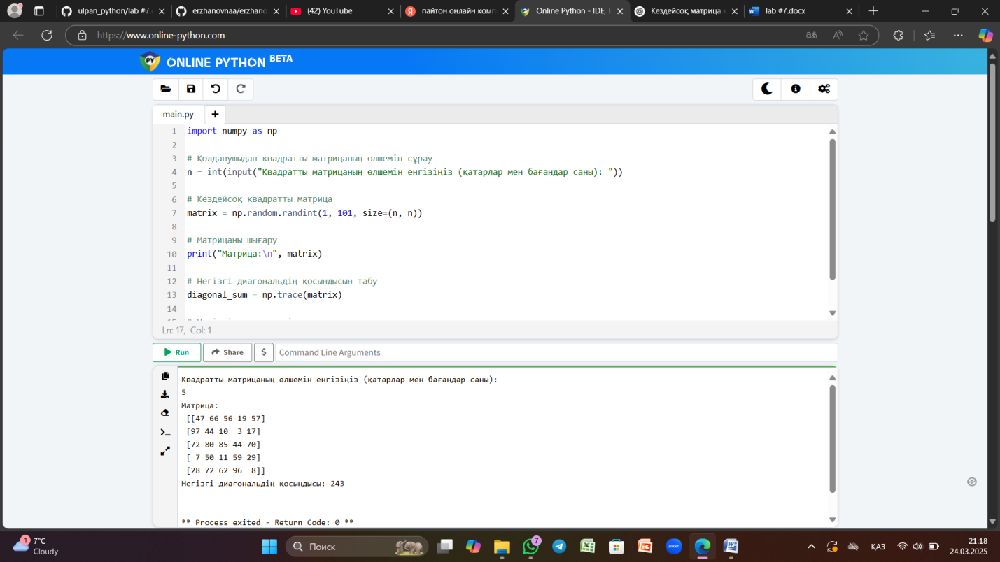 ulpan_python/lab #7.
erzhanovnaa/erzhano
(42) YouTube
пайтон онлайн комп
Online Python - IDE, E
Кездейсоқ матрица к
lab #7.docx
https://www.online-python.com
ONLINE PYTHON BETA
main.py
1 import numpy as np
2
3 # Қолданушыдан квадратты матрицаның өлшемін сұрау
4 n = int(input("Квадратты матрицаның өлшемін енгізіңіз (қатарлар мен бағандар саны): "))
5
6 # Кездейсоқ квадратты матрица
7 matrix = np.random.randint(1, 101, size=(n, n))
8
9 # Матрицаны шығару
10 print("Матрица:\n", matrix)
11
12 # Негізгі диагональдің қосындысын табу
13 diagonal_sum = np.trace(matrix)
14
Ln: 17, Col: 1
Run Share $ Command Line Arguments
Квадратты матрицаның өлшемін енгізіңіз (қатарлар мен бағандар саны):
5
Матрица:
[[47 66 56 19 57]
[97 44 10  3 17]
[72 80 85 44 70]
[ 7 50 11 59 29]
[28 72 62 96  8]]
Негізгі диагональдің қосындысы: 243
** Process exited - Return Code: 0 **
1
7°C
Cloudy
Поиск
7
zoom
ҚАЗ
21:18
24.03.2025